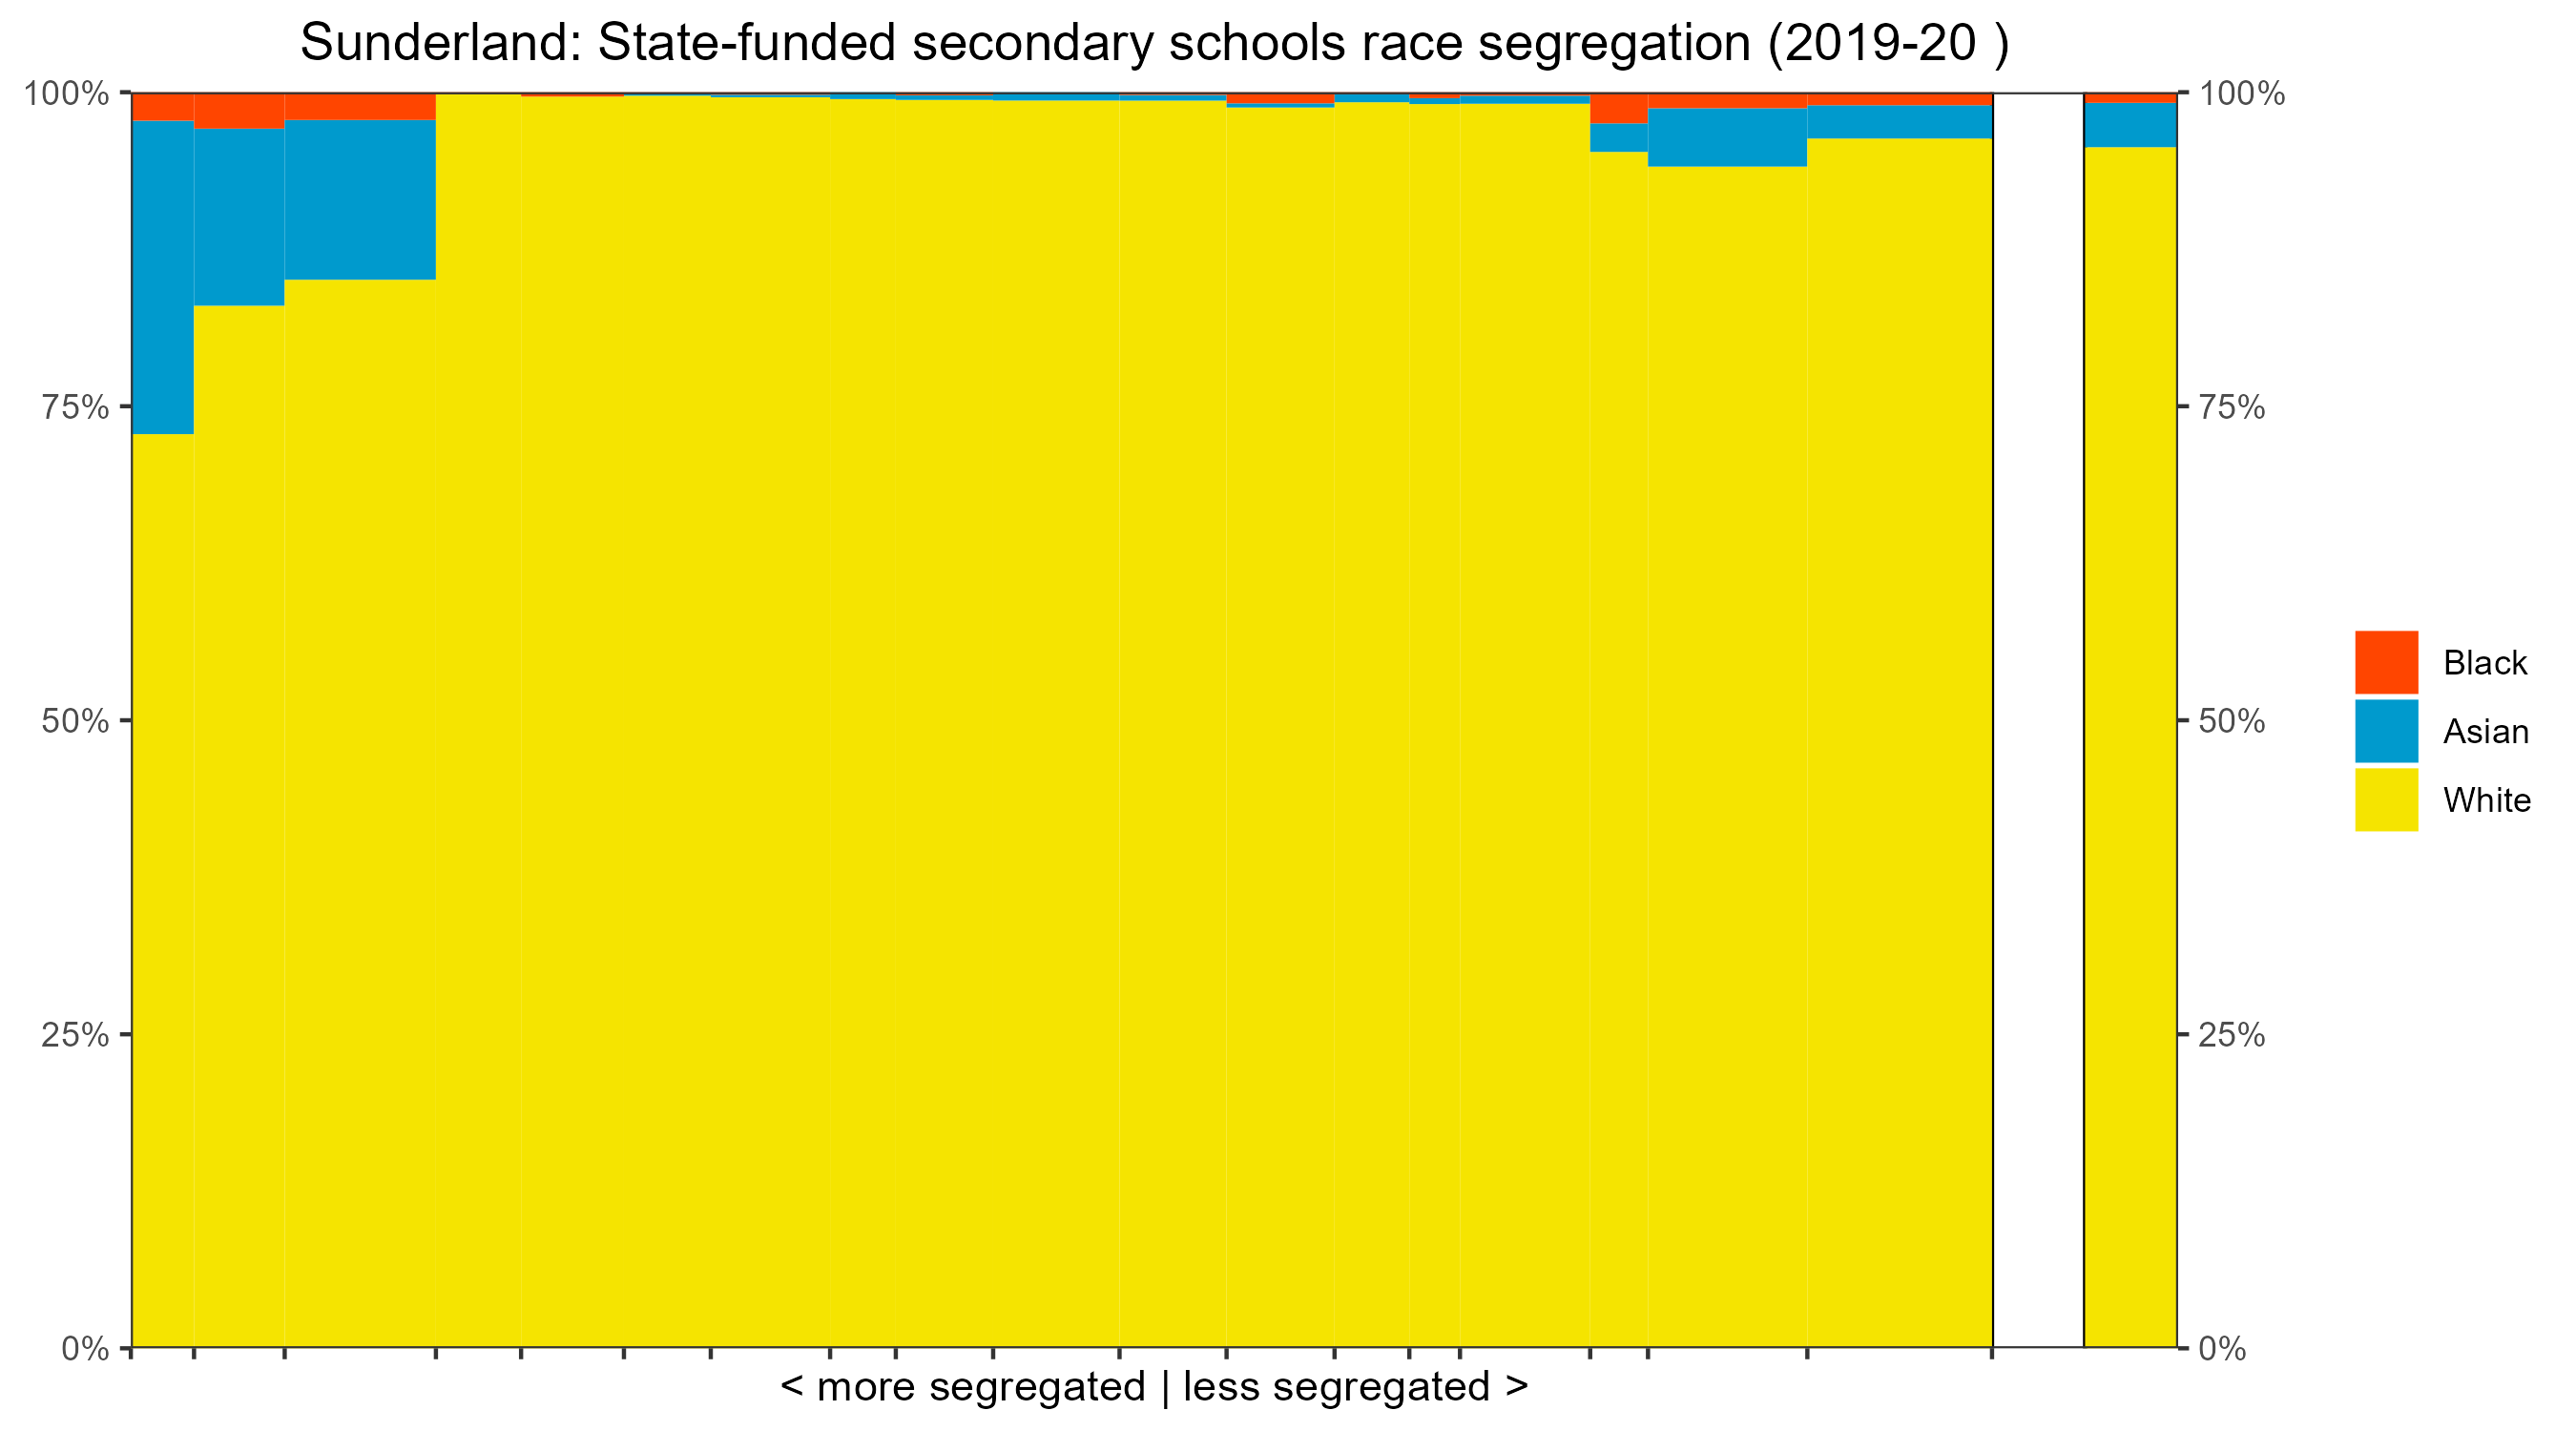 Sunderland: State-funded secondary schools race segregation (2019-20 )
100%
75%
50%
25%
0%
100%
75%
50%
25%
0%
Black
Asian
White
< more segregated | less segregated >